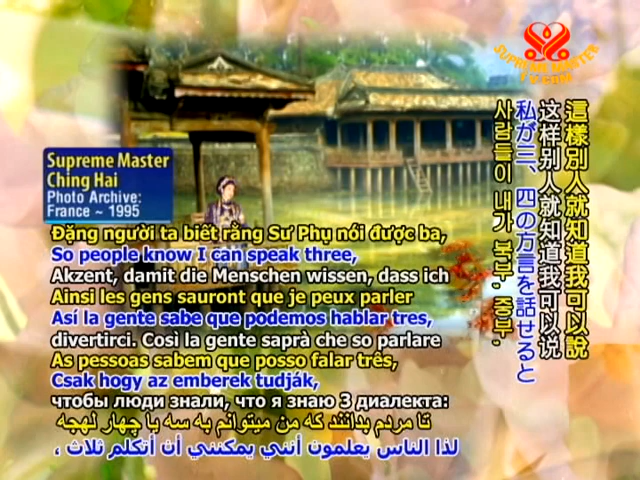 SUPREME MASTER
TV.COM
Supreme Master
Ching Hai
Photo Archive:
France ~ 1995
這樣別人就知道我可以說
这样别人就知道我可以说
私が三、四の方言を話せると
사람들이 내가 북부, 중부,
Đặng người ta biết rằng Sư Phụ nói được ba,
So people know I can speak three,
Akzent, damit die Menschen wissen, dass ich
Ainsi les gens sauront que je peux parler
Así la gente sabe que podemos hablar tres,
divertirci. Così la gente saprà che so parlare
As pessoas sabem que posso falar três,
Csak hogy az emberek tudják,
чтобы люди знали, что я знаю 3 диалекта:
تا مردم بدانند که من میتوانم به سه یا چهار لهجه
لذا الناس يعلمون أنني يمكنني أن أتكلم ثلاث ،